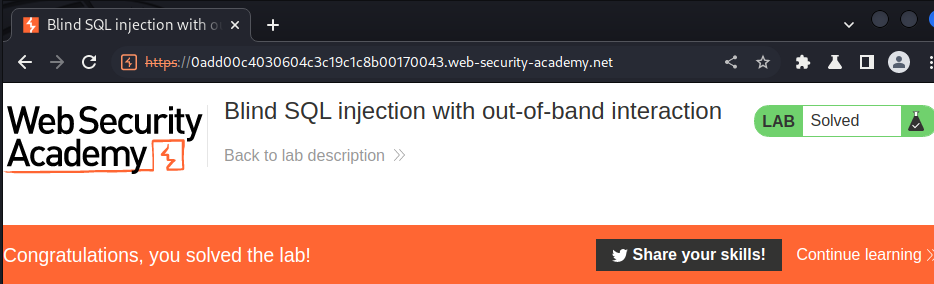 Blind SQL injection with o
https://0add00c4030604c3c19c1c8b00170043.web-security-academy.net
Web Security
Academy
Blind SQL injection with out-of-band interaction
Back to lab description
LAB Solved
Congratulations, you solved the lab!
Share your skills!
Continue learning